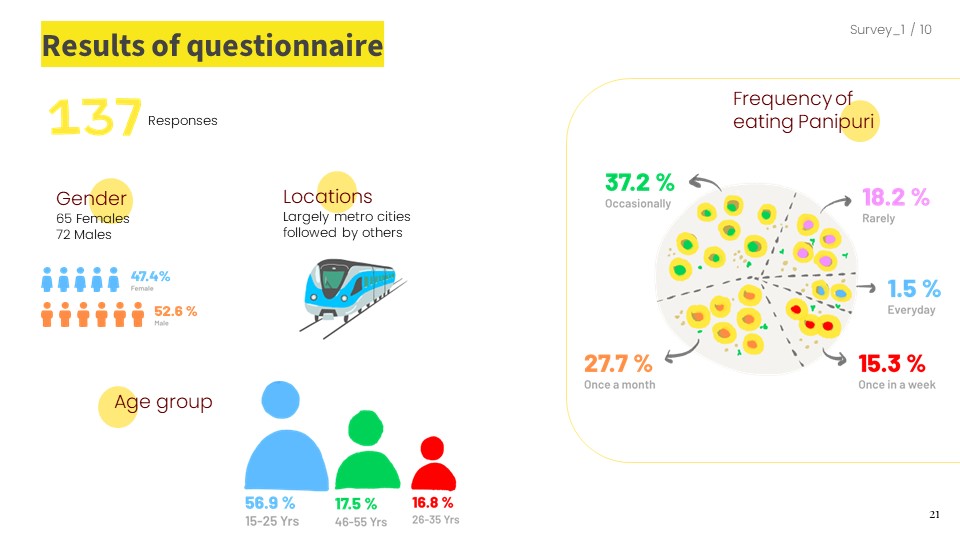 Results of questionnaire
Survey_1 / 10
137 Responses
Gender
65 Females
72 Males
47.4%
Female
52.6 %
Male
Locations
Largely metro cities
followed by others
Age group
56.9 %
15-25 Yrs
17.5 %
46-55 Yrs
16.8 %
26-35 Yrs
Frequency of
eating Panipuri
37.2 %
Occasionally
18.2 %
Rarely
1.5 %
Everyday
27.7 %
Once a month
15.3 %
Once in a week
21